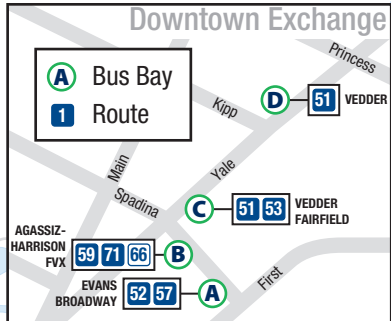 Downtown Exchange
Princess
A Bus Bay
1 Route
Kipp
D 51 VEDDER
Main
Yale
Spadina
C 51 53 VEDDER
FAIRFIELD
AGASSIZ-
HARRISON
FVX
59 71 66 B
EVANS
BROADWAY
52 57 A
First